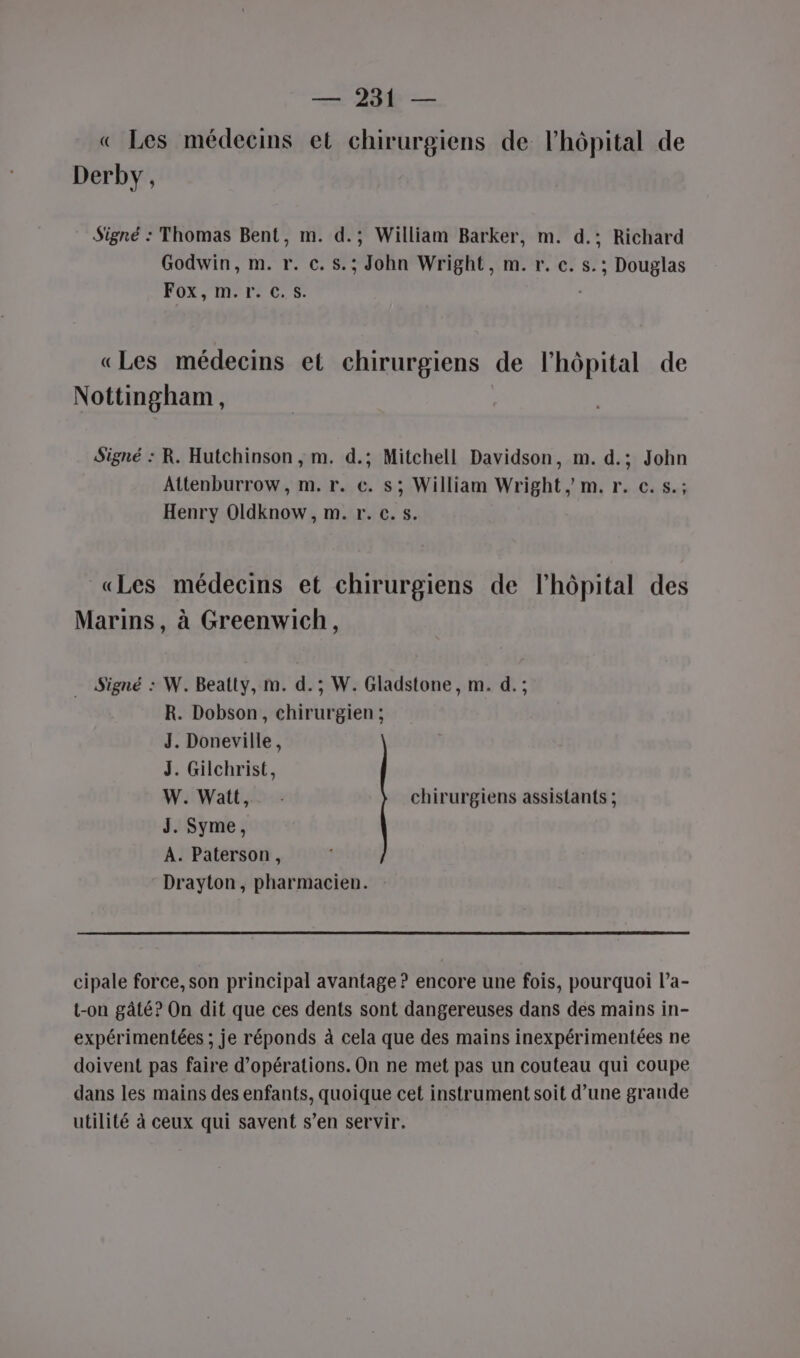 — 231 —
« Les médecins et chirurgiens de l'hôpital de
Derby,
Signé : Thomas Bent, m. d.; William Barker, m. d.; Richard
Godwin, m. r. c. s.; John Wright, m. r. c. s.; Douglas
Fox, m. r. c. s.
« Les médecins et chirurgiens de l'hôpital de
Nottingham,
Signé : R. Hutchinson, m. d.; Mitchell Davidson, m. d.; John
Attenburrow, m. r. c. s; William Wright, m. r. c. s.;
Henry Oldknow, m. r. c. s.
«Les médecins et chirurgiens de l'hôpital des
Marins, à Greenwich,
Signé : W. Beatty, m. d.; W. Gladstone, m. d.;
R. Dobson, chirurgien;
J. Doneville,
J. Gilchrist,
W. Watt, chirurgiens assistants;
J. Syme,
A. Paterson,
Drayton, pharmacien.
cipale force, son principal avantage? encore une fois, pourquoi l'a-
t-on gâté? On dit que ces dents sont dangereuses dans des mains in-
expérimentées; je réponds à cela que des mains inexpérimentées ne
doivent pas faire d'opérations. On ne met pas un couteau qui coupe
dans les mains des enfants, quoique cet instrument soit d'une grande
utilité à ceux qui savent s'en servir.